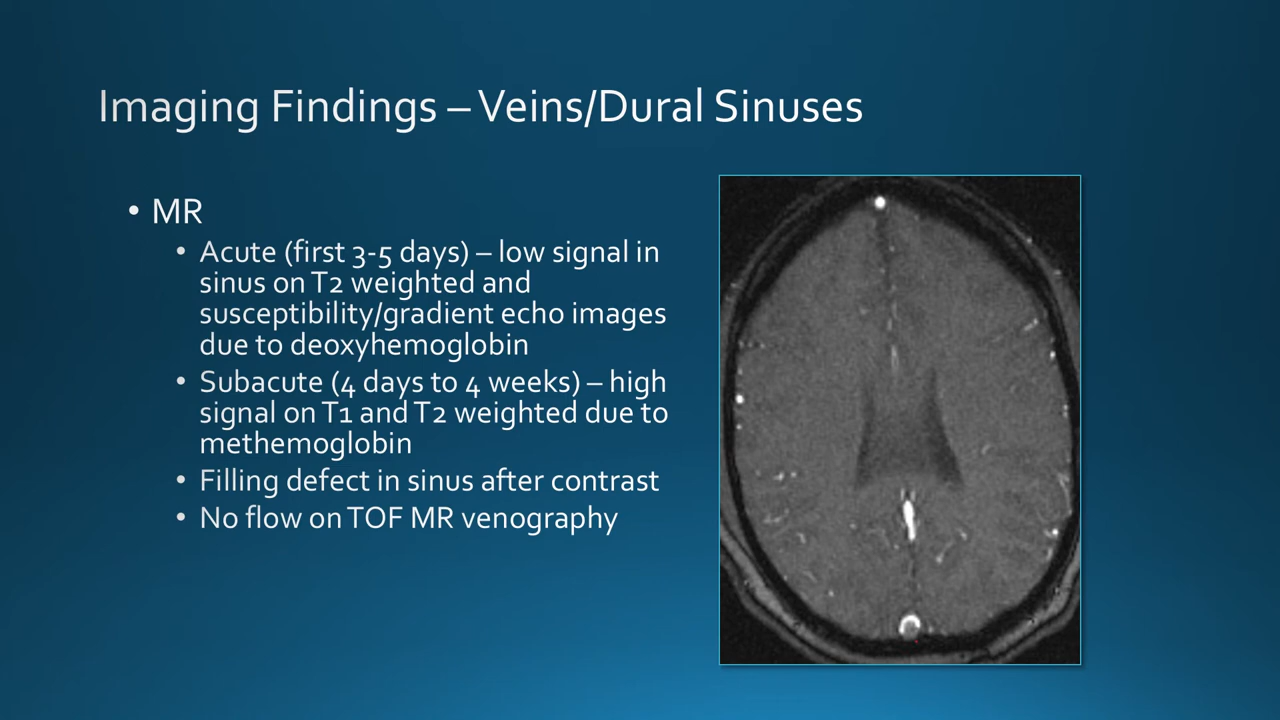 Imaging Findings – Veins/Dural Sinuses
• MR
• Acute (first 3-5 days) – low signal in
sinus on T2 weighted and
susceptibility/gradient echo images
due to deoxyhemoglobin
• Subacute (4 days to 4 weeks) – high
signal on T1 and T2 weighted due to
methemoglobin
• Filling defect in sinus after contrast
• No flow on TOF MR venography